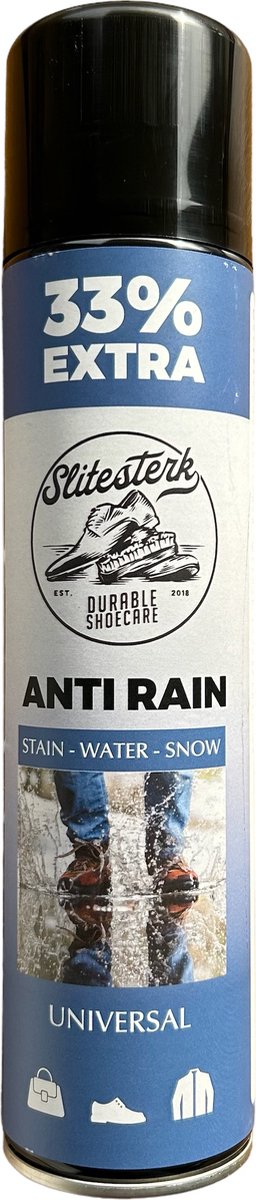 33%
EXTRA
Slitesterk
EST. 2018
DURABLE
SHOECARE
ANTI RAIN
STAIN - WATER - SNOW
UNIVERSAL